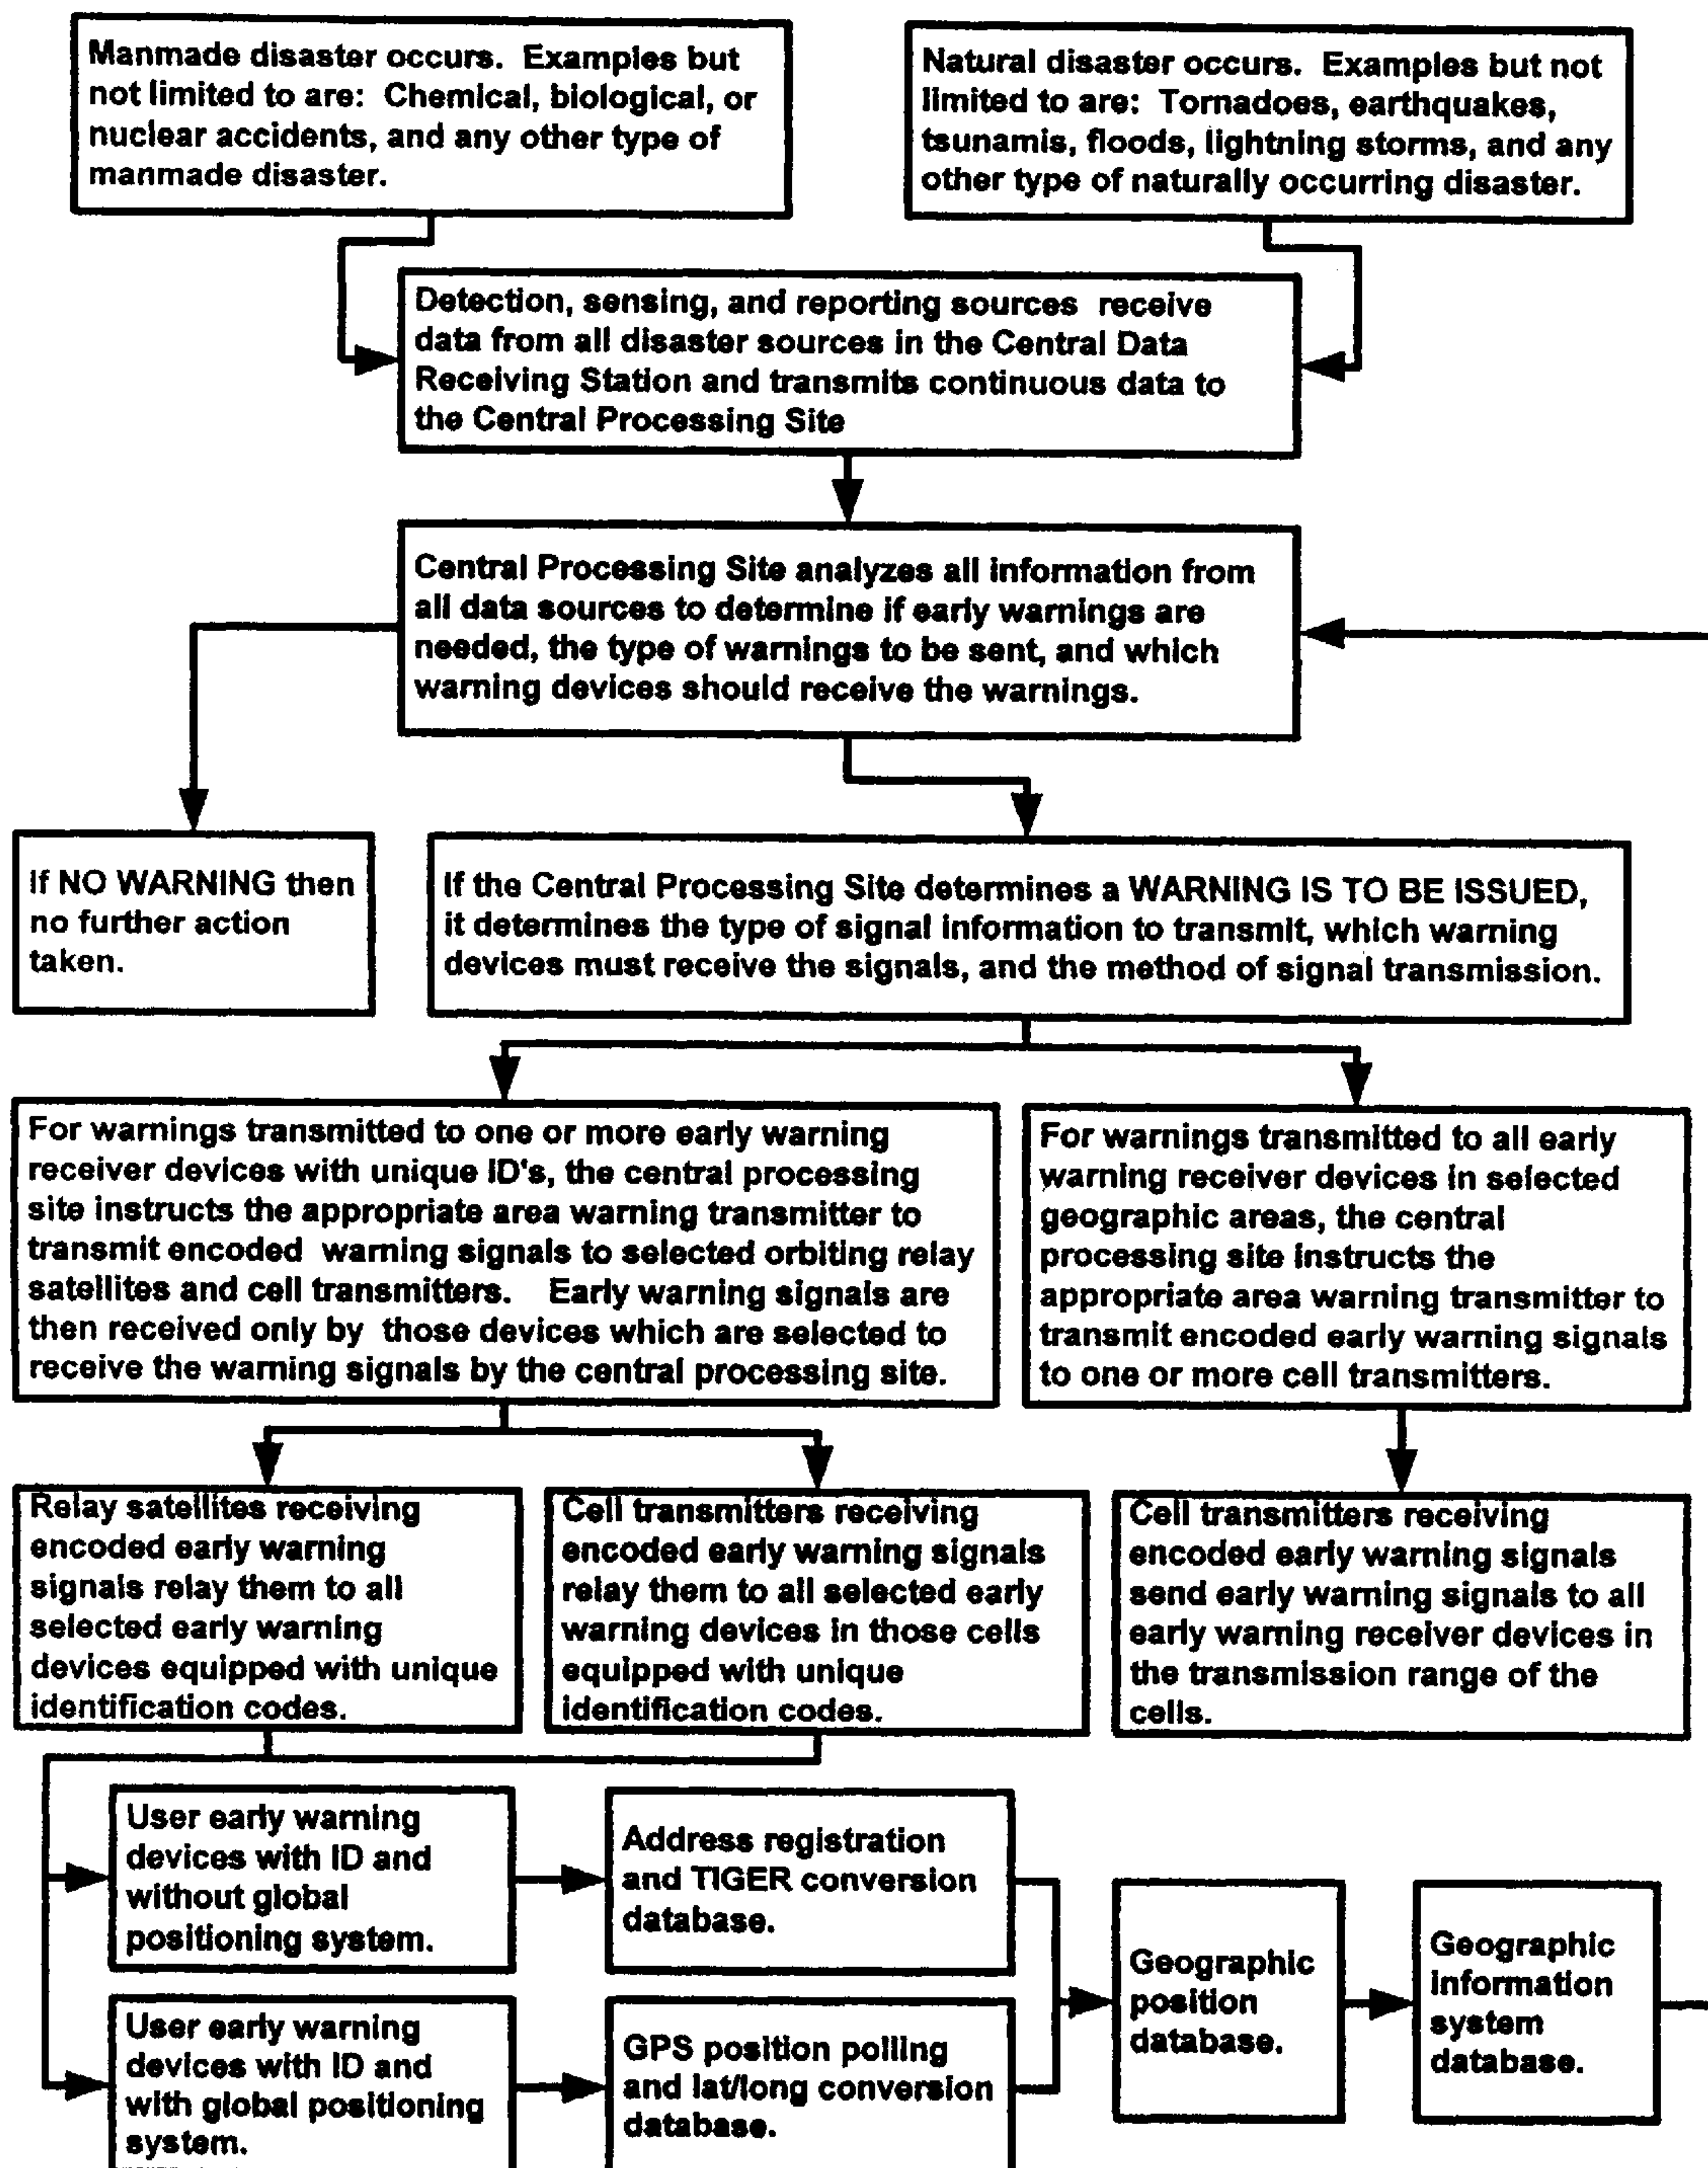 Manmade disaster occurs. Examples but
not limited to are: Chemical, biological, or
nuclear accidents, and any other type of
manmade disaster.
Natural disaster occurs. Examples but not
limited to are: Tornadoes, earthquakes,
tsunamis, floods, lightning storms, and any
other type of naturally occurring disaster.
Detection, sensing, and reporting sources receive
data from all disaster sources in the Central Data
Receiving Station and transmits continuous data to
the Central Processing Site
Central Processing Site analyzes all information from
all data sources to determine if early warnings are
needed, the type of warnings to be sent, and which
warning devices should receive the warnings.
If NO WARNING then
no further action
taken.
If the Central Processing Site determines a WARNING IS TO BE ISSUED,
it determines the type of signal information to transmit, which warning
devices must receive the signals, and the method of signal transmission.
For warnings transmitted to one or more early warning
receiver devices with unique ID's, the central processing
site instructs the appropriate area warning transmitter to
transmit encoded warning signals to selected orbiting relay
satellites and cell transmitters. Early warning signals are
then received only by those devices which are selected to
receive the warning signals by the central processing site.
For warnings transmitted to all early
warning receiver devices in selected
geographic areas, the central
processing site instructs the
appropriate area warning transmitter to
transmit encoded early warning signals
to one or more cell transmitters.
Relay satellites receiving
encoded early warning
signals relay them to all
selected early warning
devices equipped with unique
identification codes.
Cell transmitters receiving
encoded early warning signals
relay them to all selected early
warning devices in those cells
equipped with unique
identification codes.
Cell transmitters receiving
encoded early warning signals
send early warning signals to all
early warning receiver devices in
the transmission range of the
cells.
User early warning
devices with ID and
without global
positioning system.
Address registration
and TIGER conversion
database.
User early warning
devices with ID and
with global positioning
system.
GPS position polling
and lat/long conversion
database.
Geographic
position
database.
Geographic
information
system
database.